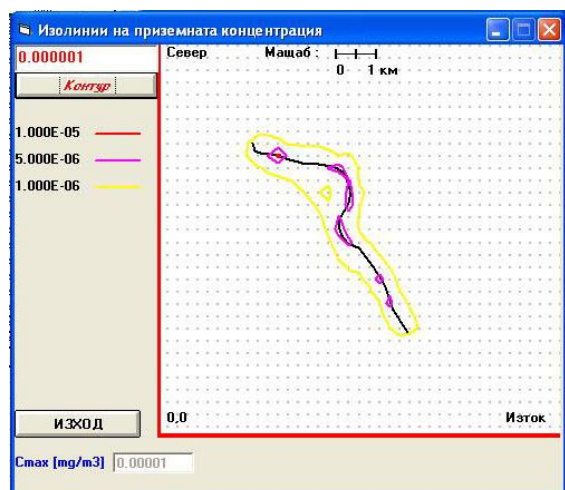 Изолинии на приземната концентрация
0.000001
Контур
1.000E-05
5.000E-06
1.000E-06
Север
Мащаб :
0 1 км
0,0
Изток
ИЗХОД
Cmax [mg/m3] 0.00001